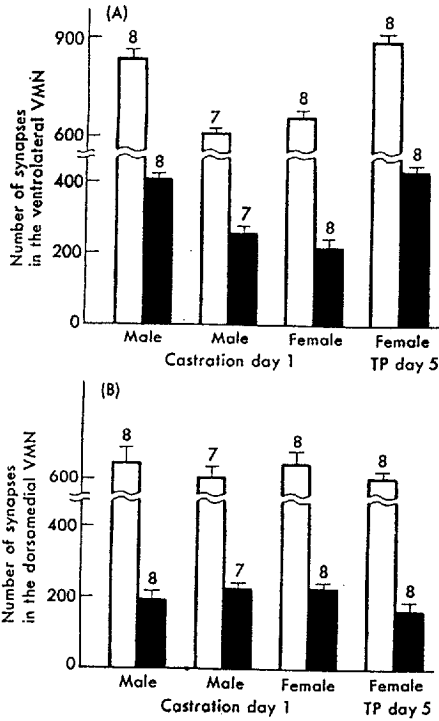 (A)
900
600
400
200
0
Number of synapses
in the ventrolateral VMN
8
8
7
7
8
8
8
8
Male
Male
Female
Female
Castration day 1
TP day 5
(B)
600
400
200
0
Number of synapses
in the dorsamedial VMN
8
8
7
7
8
8
8
8
Male
Male
Female
Female
Castration day 1
TP day 5